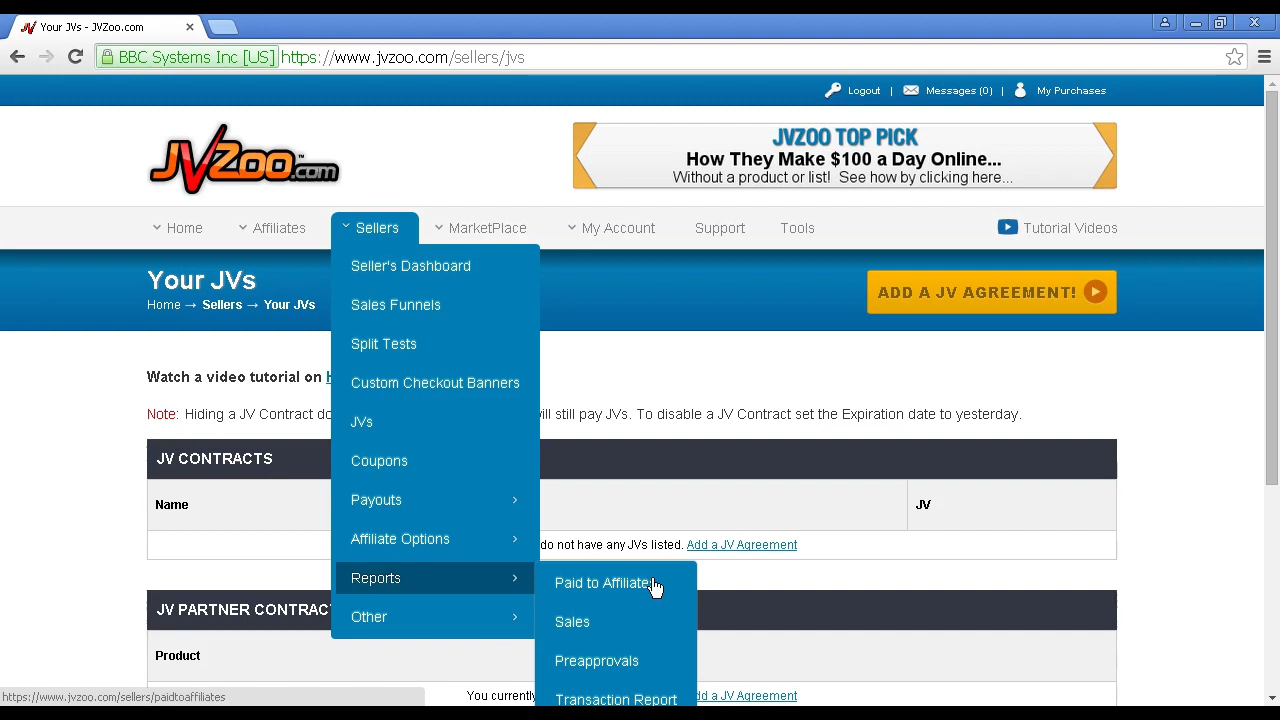 Your JVs - JVZoo.com
BBC Systems Inc [US] https://www.jvzoo.com/sellers/jvs
Logout | Messages (0) | My Purchases
JVZoo.com
JVZOO TOP PICK
How They Make $100 a Day Online...
Without a product or list! See how by clicking here...
Home Affiliate Sellers MarketPlace My Account Support Tools Tutorial Videos
Seller's Dashboard
Your JVs
Home → Sellers → Your JVs
ADD A JV AGREEMENT!
Sales Funnels
Split Tests
Watch a video tutorial on
Custom Checkout Banners
Note: Hiding a JV Contract will still pay JVs. To disable a JV Contract set the Expiration date to yesterday.
JVs
JV CONTRACTS
Coupons
Name JV
Payouts
Affiliate Options
do not have any JVs listed. Add a JV Agreement
Reports
Paid to Affiliates
JV PARTNER CONTRAC
Other
Sales
Product
Preapprovals
https://www.jvzoo.com/sellers/paidtoaffiliates
You currently
Transaction Report
add a JV Agreement